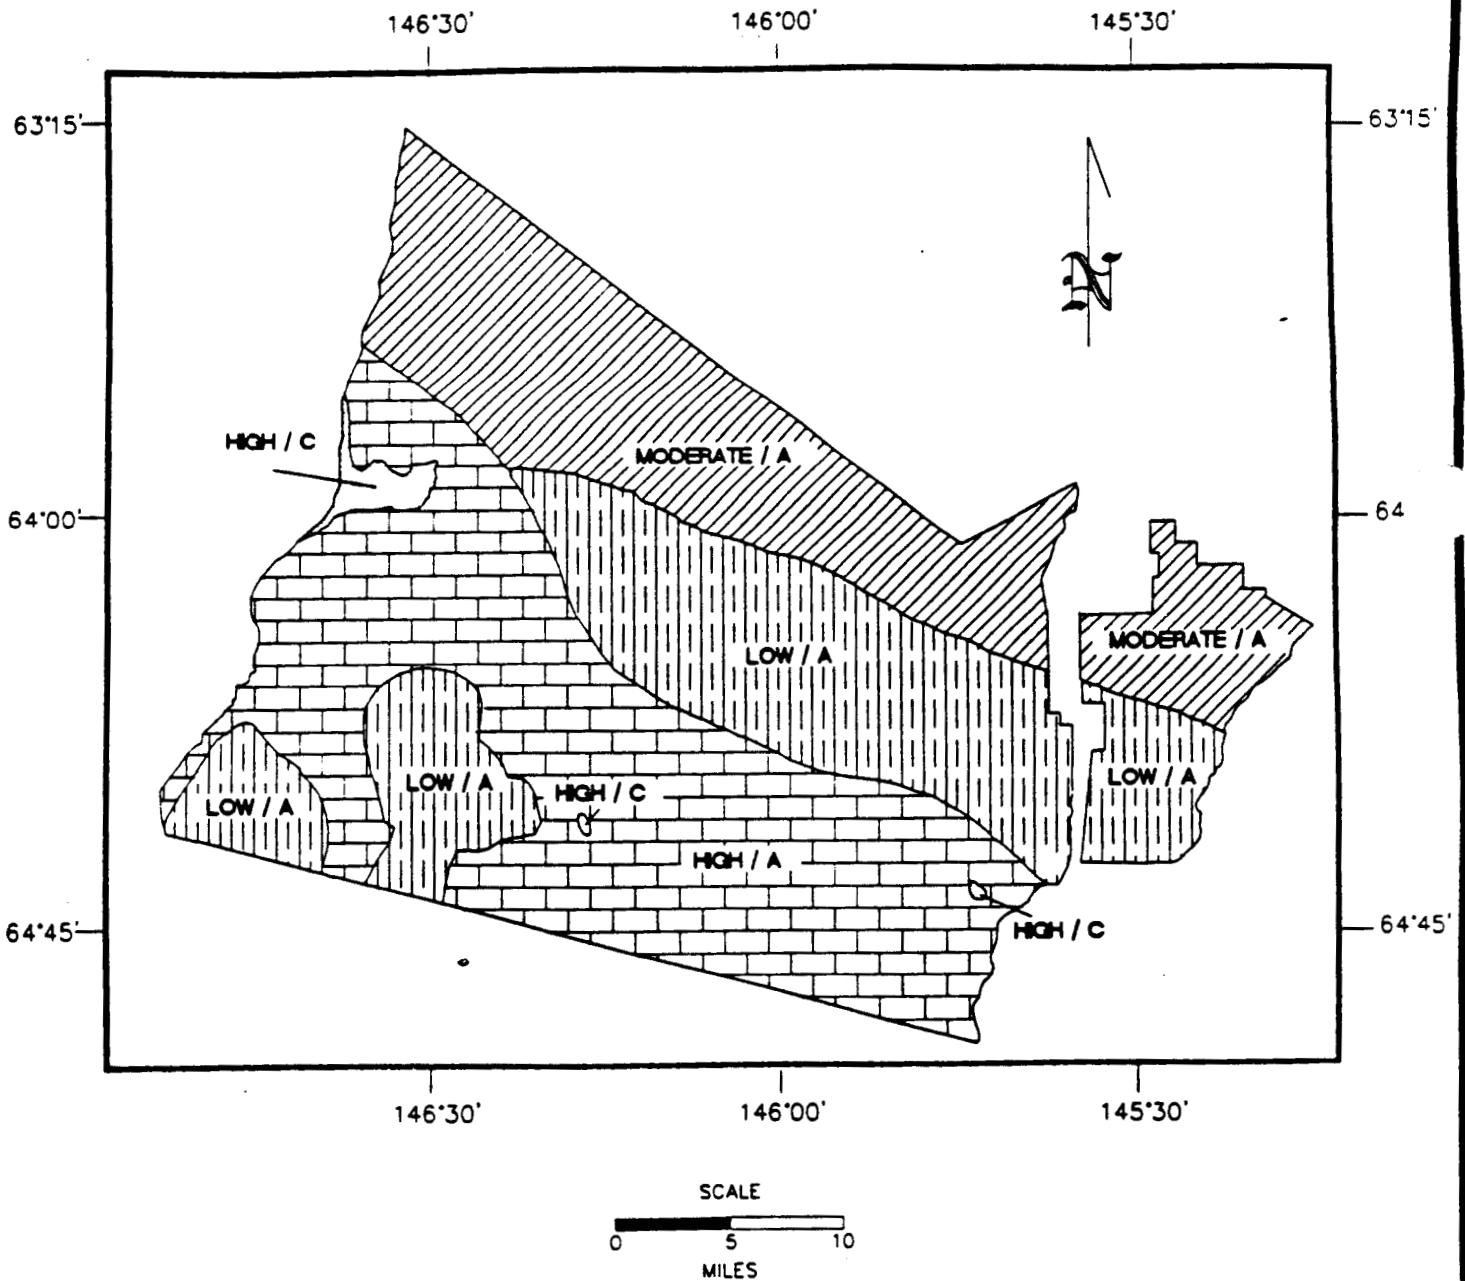 146°30' 146°00' 145°30'
63°15' 63°15'
N
HIGH / C
MODERATE / A
64°00' 64
MODERATE / A
LOW / A
LOW / A
LOW / A
HIGH / C
LOW / A
HIGH / A
HIGH / C
64°45' 64°45'
146°30' 146°00' 145°30'
SCALE
0 5 10
MILES